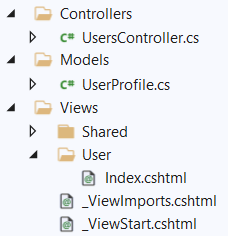 Controllers
C# UsersController.cs
Models
C# UserProfile.cs
Views
Shared
User
Index.cshtml
_ViewImports.cshtml
_ViewStart.cshtml